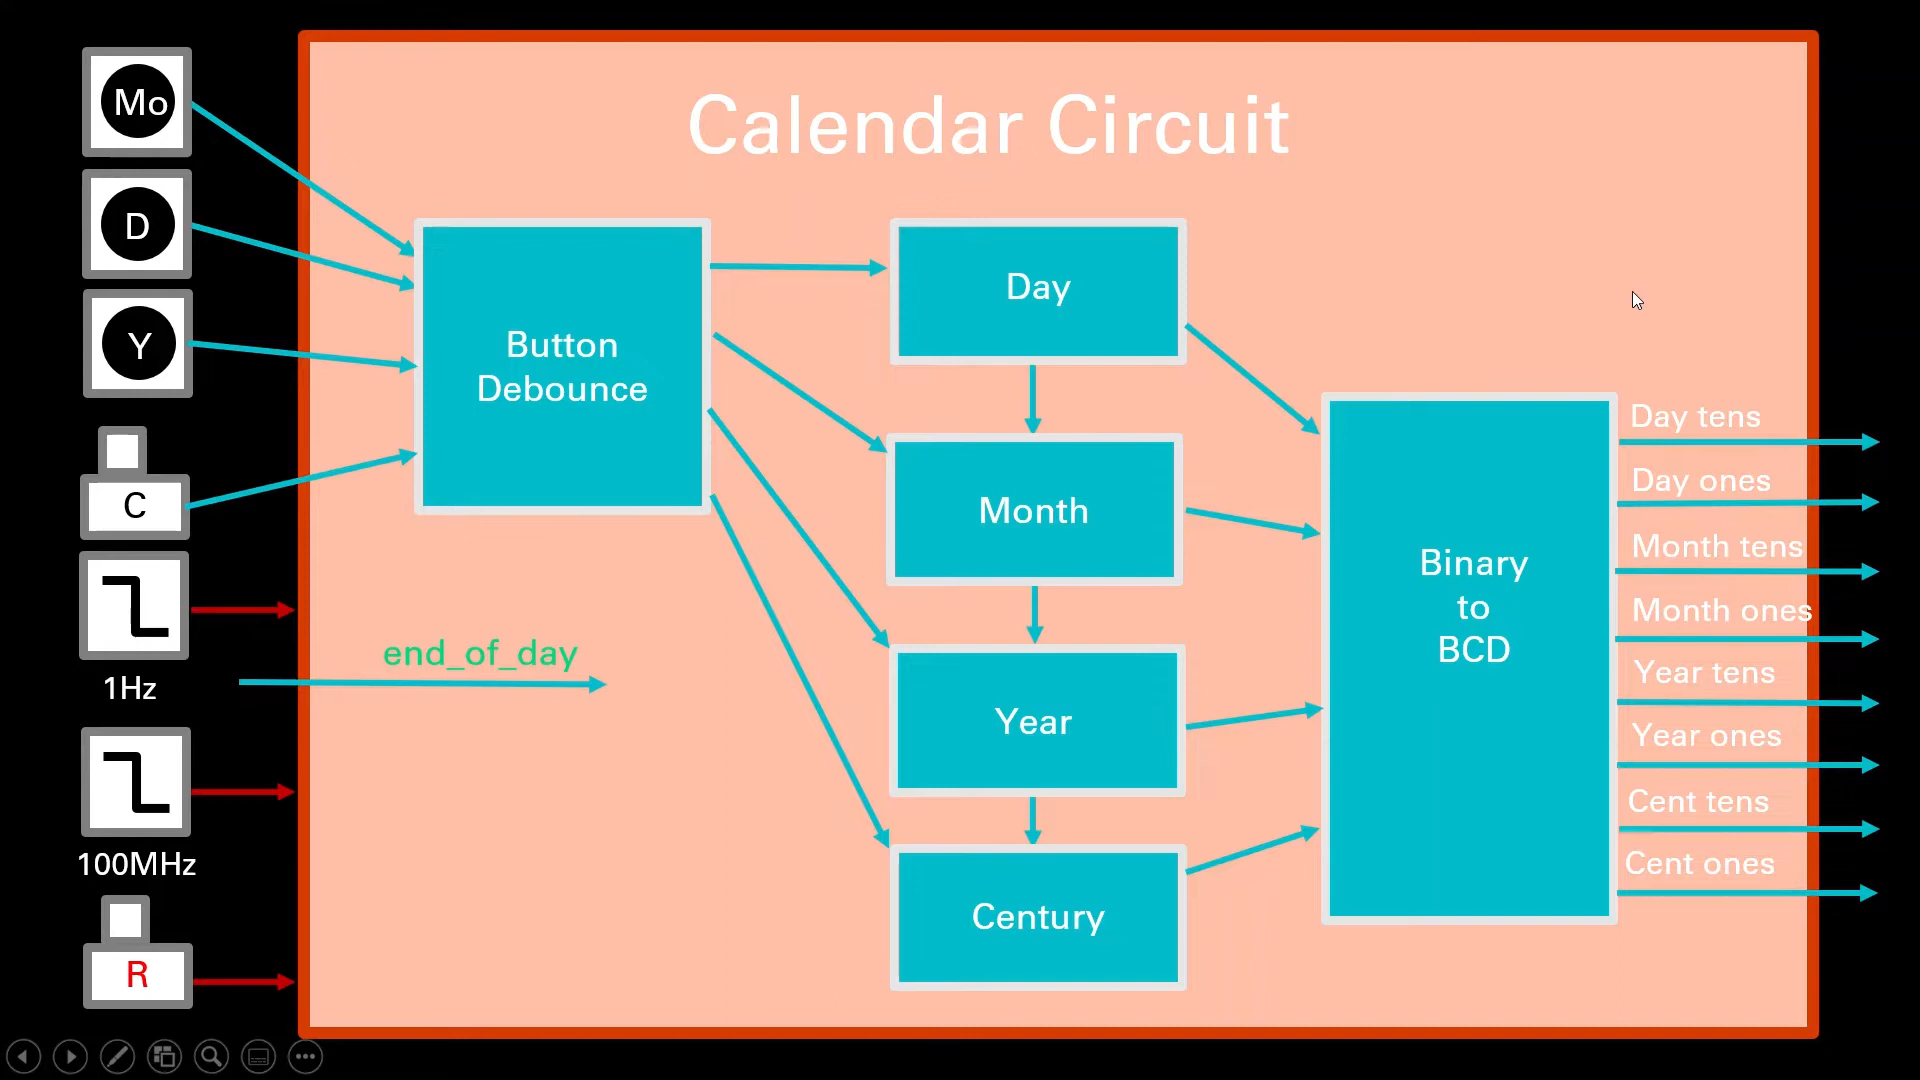 Calendar Circuit
Mo
D
Y
C
1Hz
100MHz
R
end_of_day
Button
Debounce
Day
Month
Year
Century
Binary
to
BCD
Day tens
Day ones
Month tens
Month ones
Year tens
Year ones
Cent tens
Cent ones